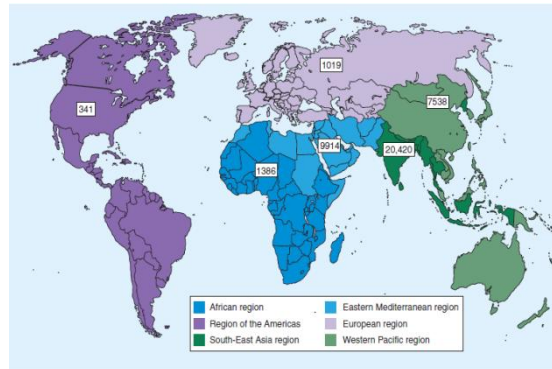 1019
341
7538
9914
20,420
1386
African region
Eastern Mediterranean region
Region of the Americas
European region
South-East Asia region
Western Pacific region